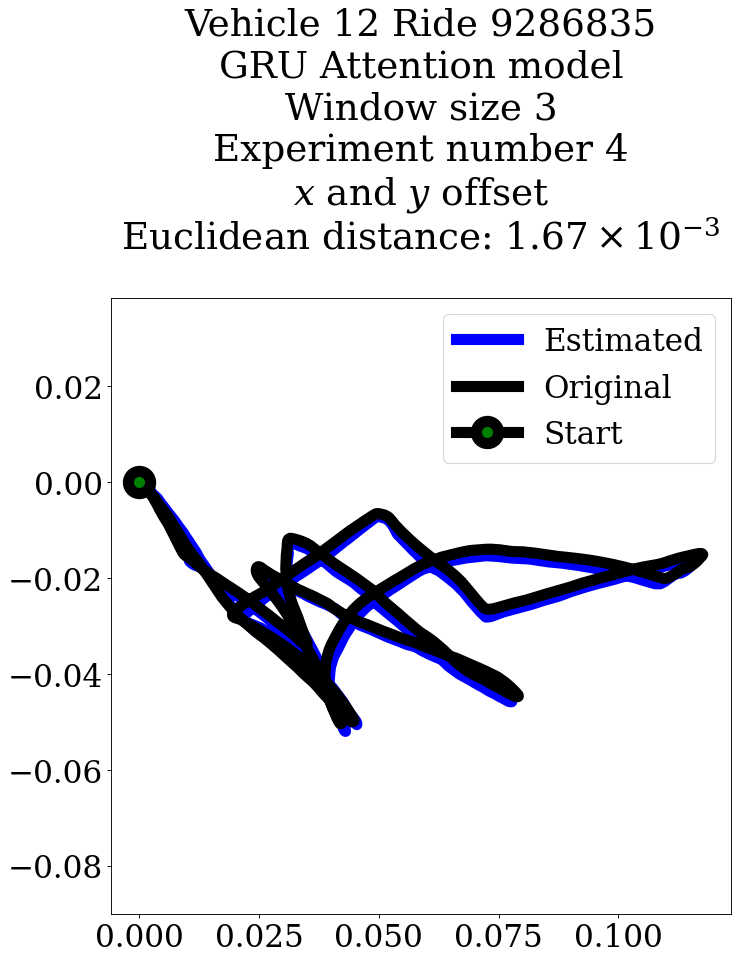 Vehicle 12 Ride 9286835
GRU Attention model
Window size 3
Experiment number 4
x and y offset
Euclidean distance: 1.67 × 10⁻³
Estimated
Original
Start
0.02
0.00
−0.02
−0.04
−0.06
−0.08
0.000 0.025 0.050 0.075 0.100